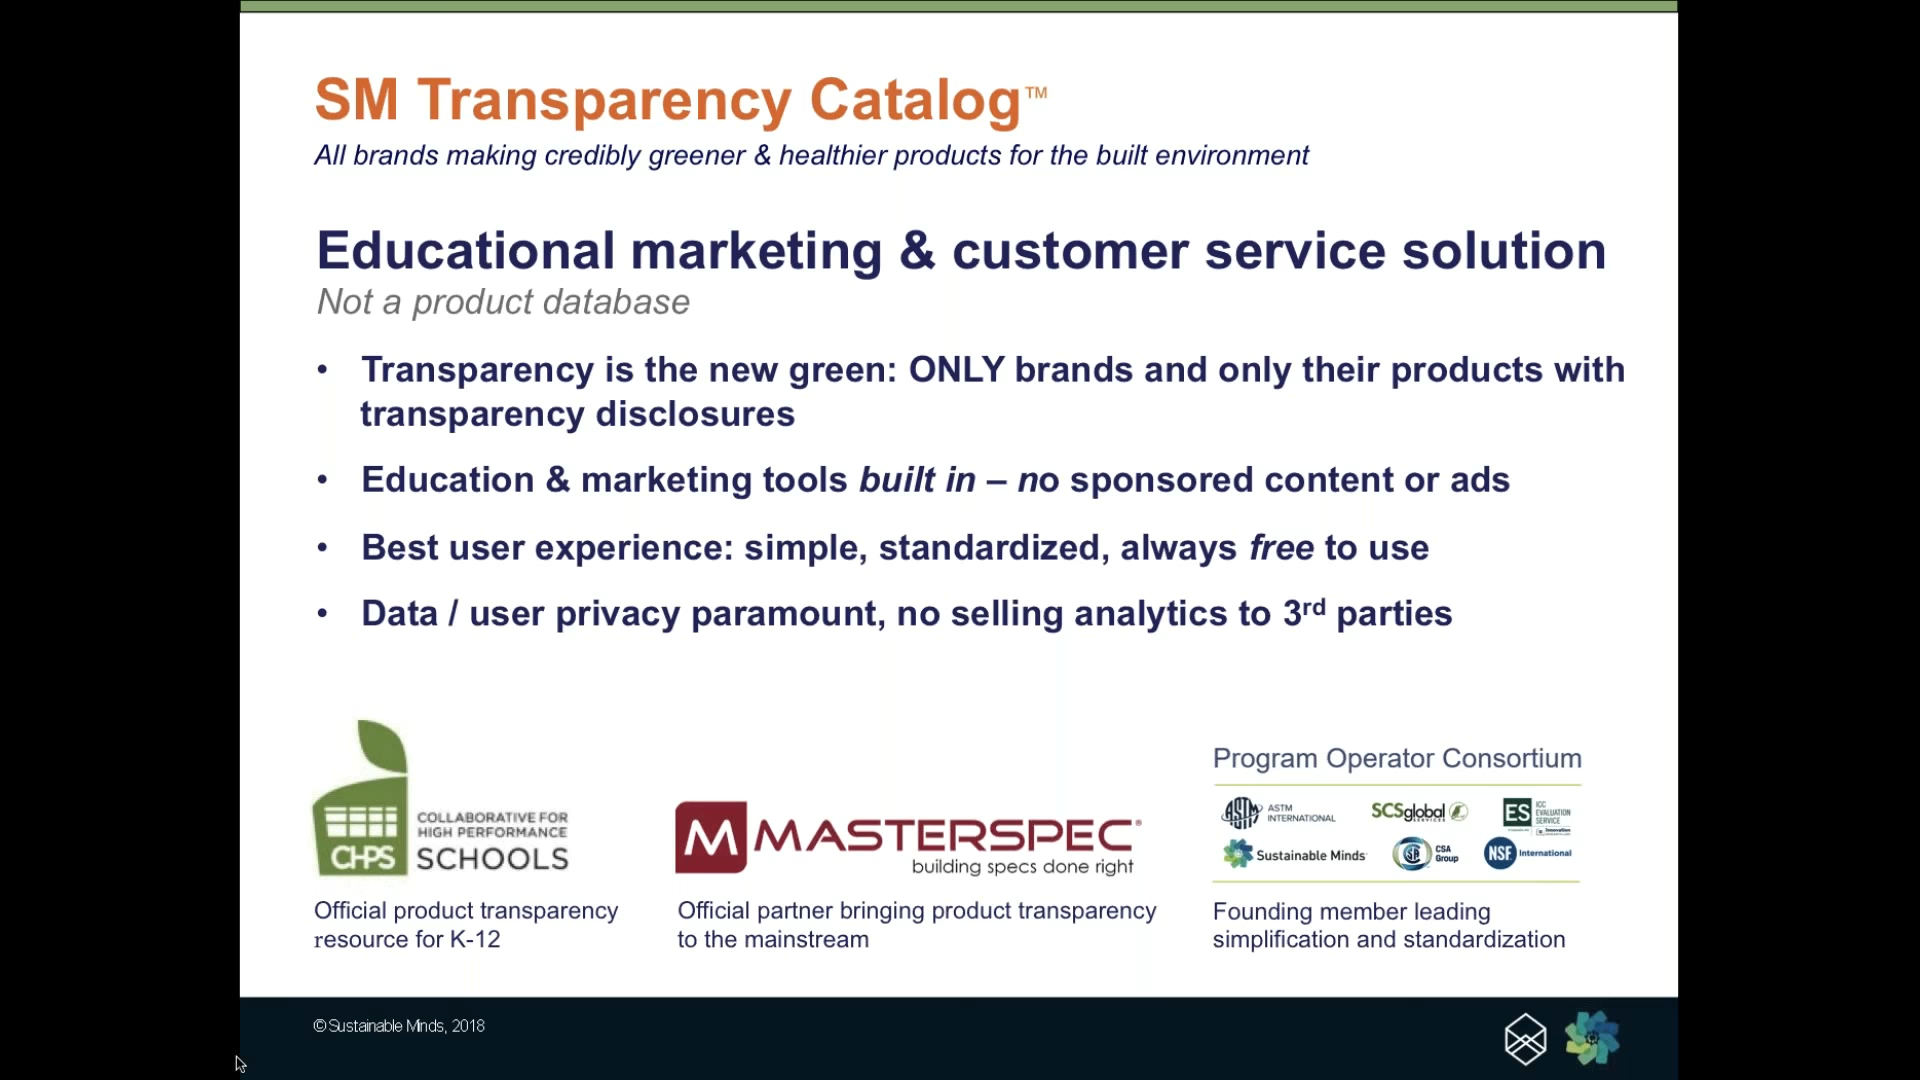 SM Transparency Catalog™
All brands making credibly greener & healthier products for the built environment
Educational marketing & customer service solution
Not a product database
• Transparency is the new green: ONLY brands and only their products with
transparency disclosures
• Education & marketing tools built in – no sponsored content or ads
• Best user experience: simple, standardized, always free to use
• Data / user privacy paramount, no selling analytics to 3rd parties
CHPS
COLLABORATIVE FOR
HIGH PERFORMANCE
SCHOOLS
Official product transparency
resource for K-12
M MASTERSPEC®
building specs done right
Official partner bringing product transparency
to the mainstream
Program Operator Consortium
ASTM
ASTM
INTERNATIONAL
SCSglobal
SERVICES
ES
ICC
EVALUATION
SERVICE
Innovation
Sustainable Minds
CSA
Group
NSF International
Founding member leading
simplification and standardization
© Sustainable Minds, 2018